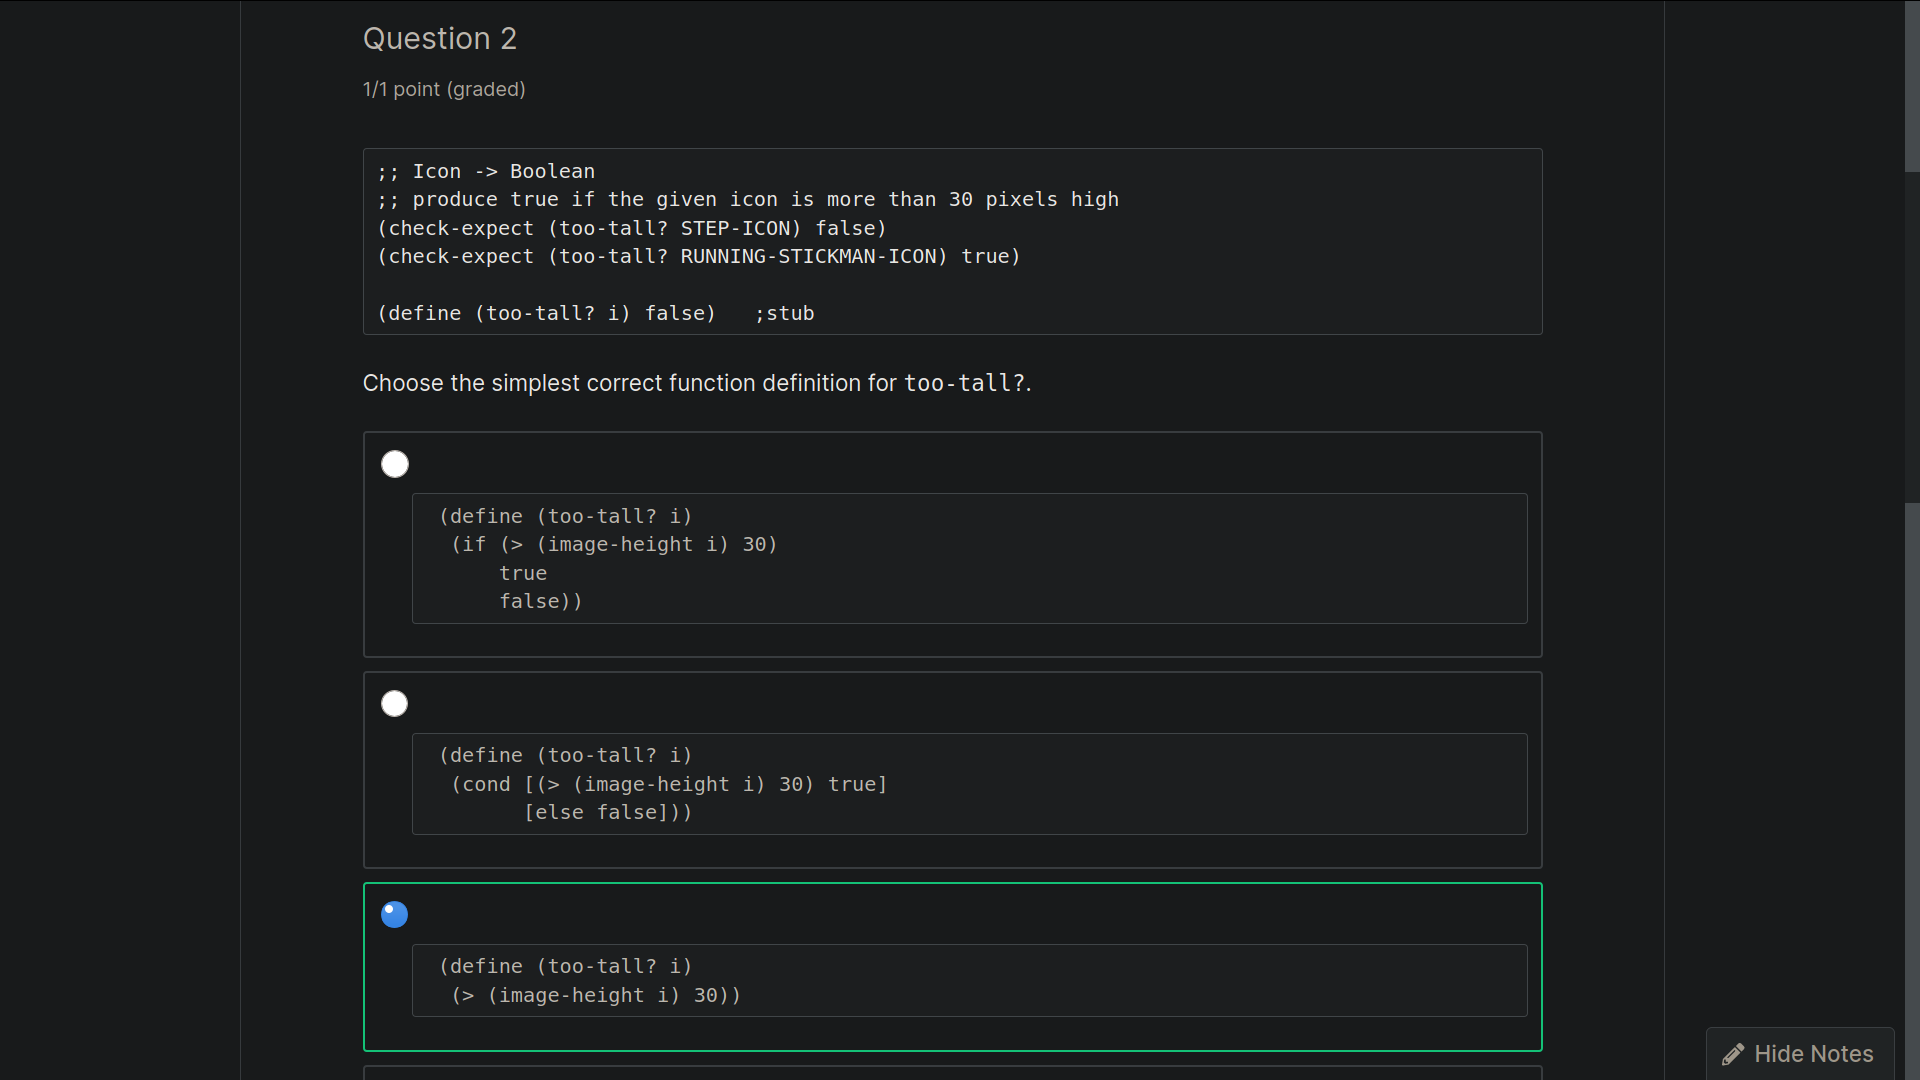 Question 2
1/1 point (graded)
;; Icon -> Boolean
;; produce true if the given icon is more than 30 pixels high
(check-expect (too-tall? STEP-ICON) false)
(check-expect (too-tall? RUNNING-STICKMAN-ICON) true)
(define (too-tall? i) false)   ;stub
Choose the simplest correct function definition for too-tall?.
(define (too-tall? i)
 (if (> (image-height i) 30)
     true
     false))
(define (too-tall? i)
 (cond [(> (image-height i) 30) true]
       [else false]))
(define (too-tall? i)
 (> (image-height i) 30))
Hide Notes